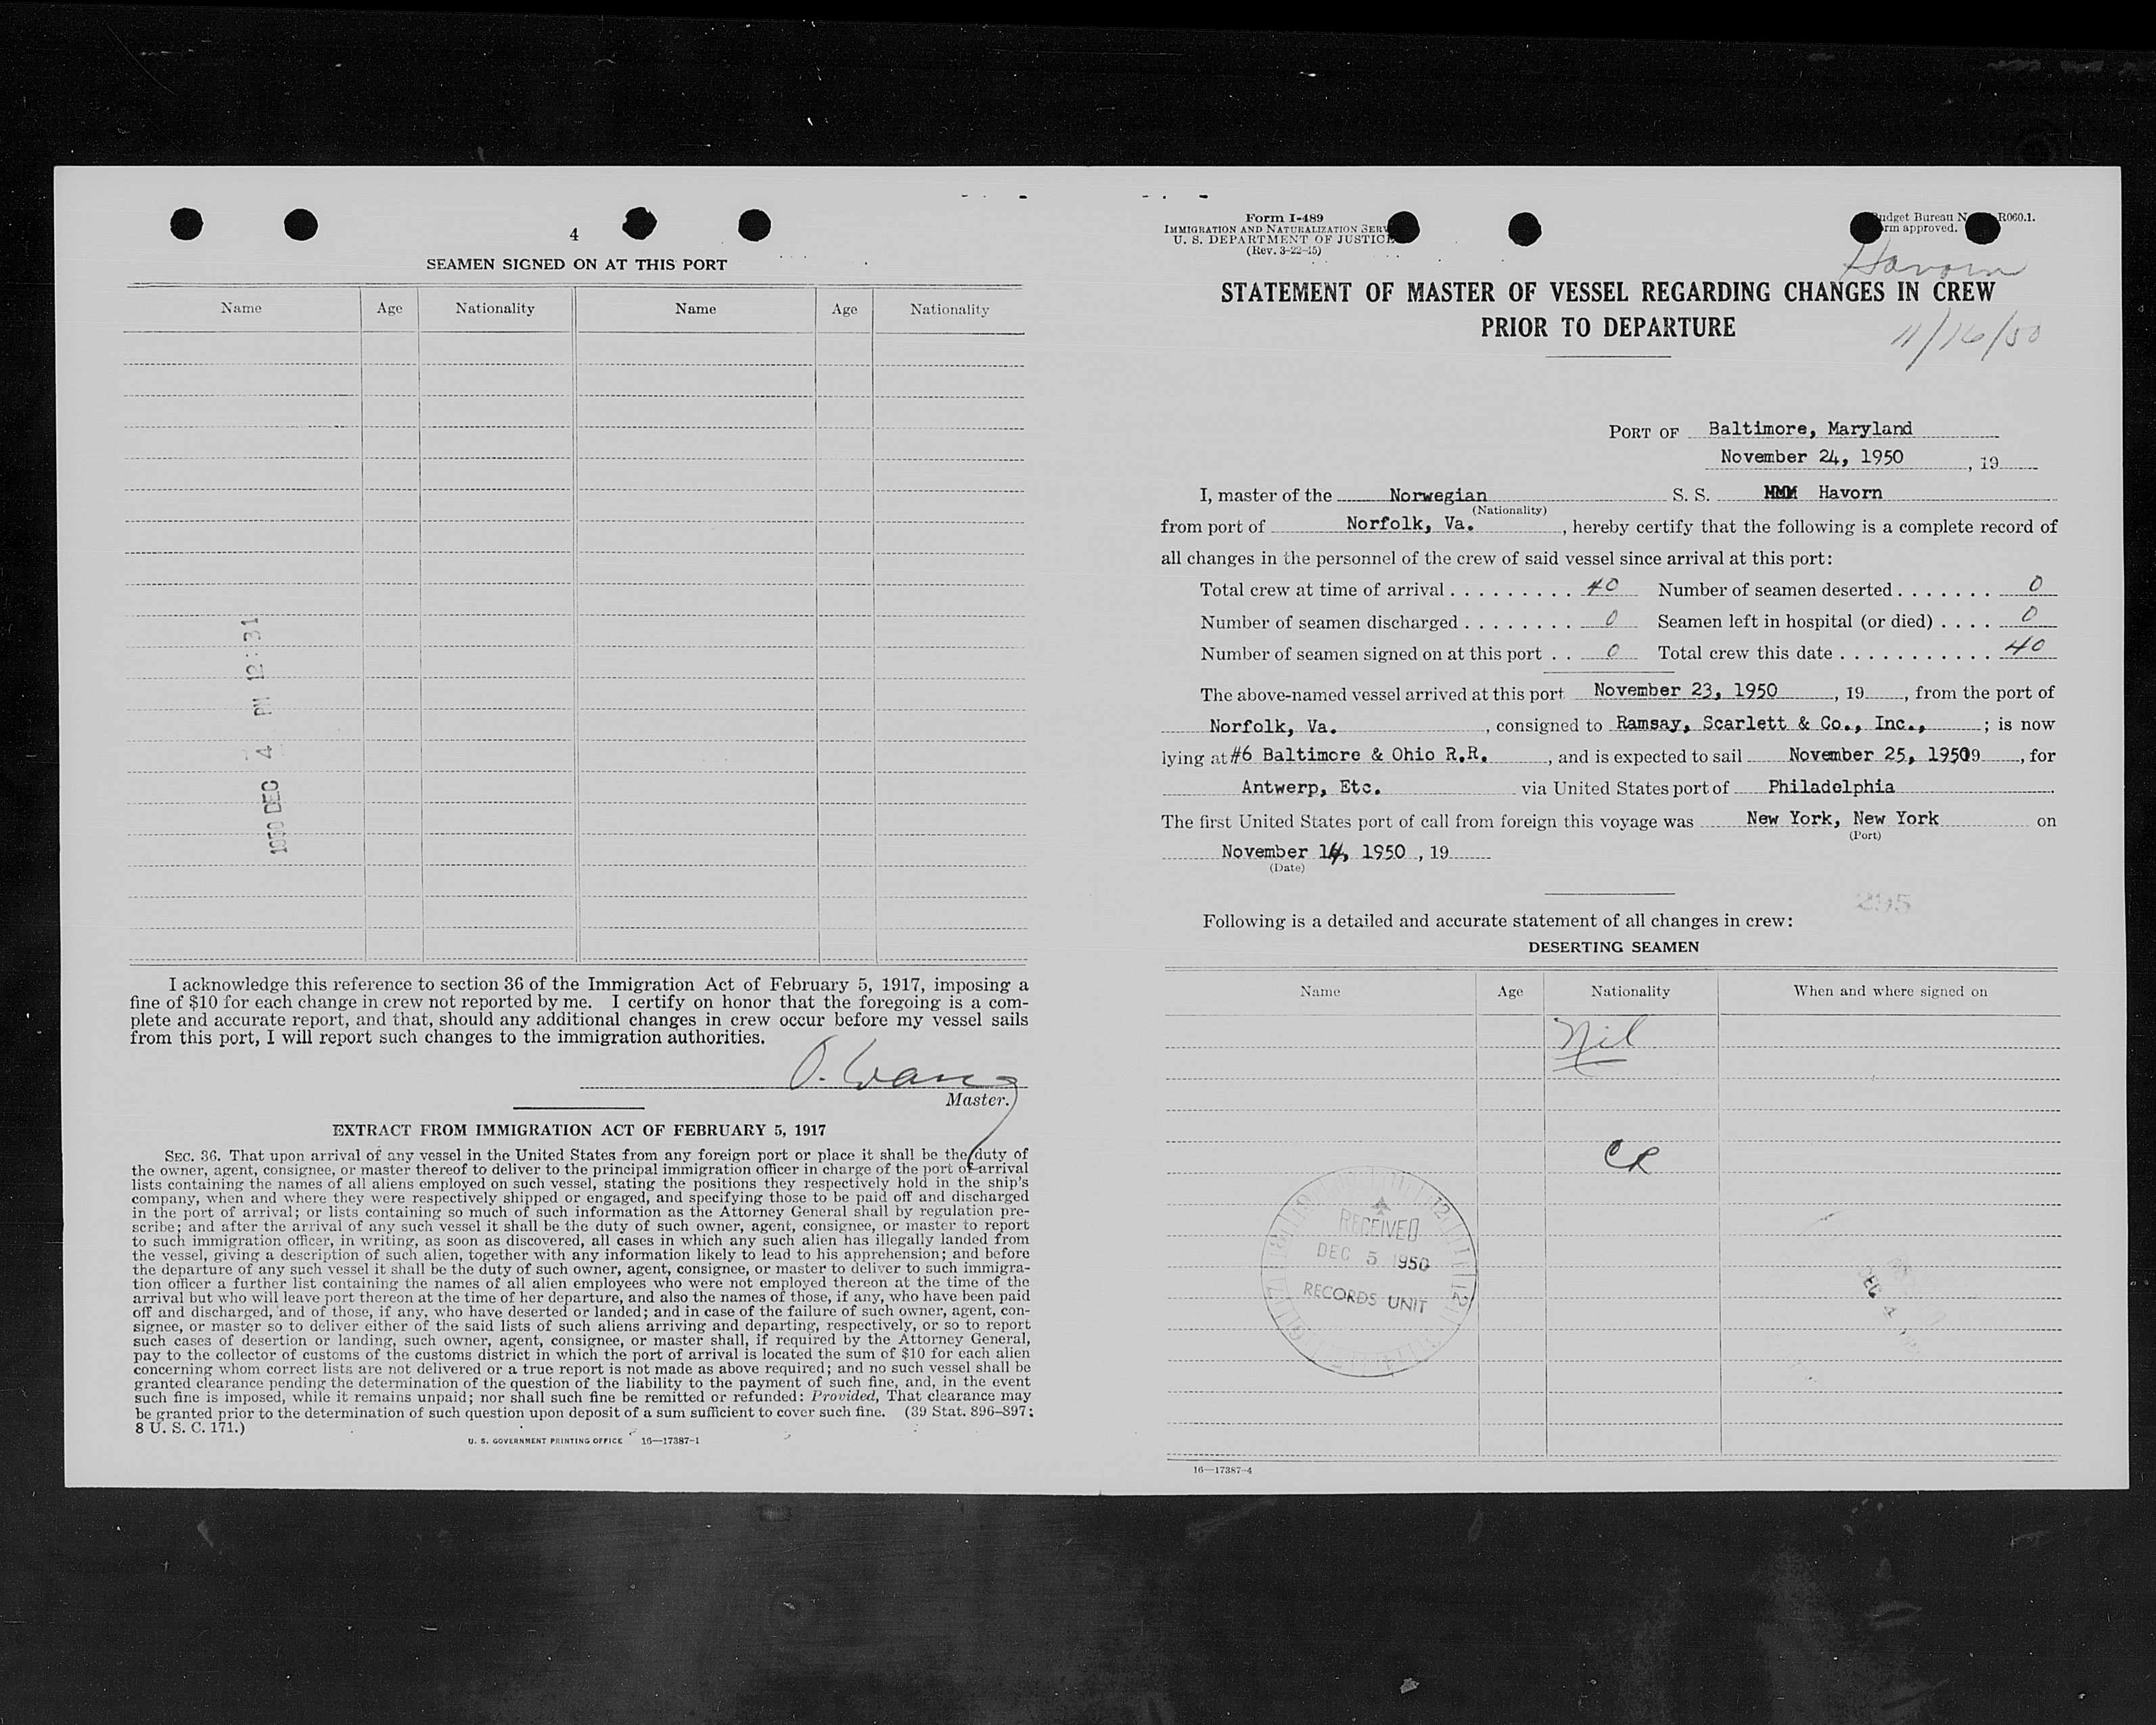 4
SEAMEN SIGNED ON AT THIS PORT
Name Age Nationality Name Age Nationality
1950 DEC 4 PM 12:31
I acknowledge this reference to section 36 of the Immigration Act of February 5, 1917, imposing a
fine of $10 for each change in crew not reported by me. I certify on honor that the foregoing is a com-
plete and accurate report, and that, should any additional changes in crew occur before my vessel sails
from this port, I will report such changes to the immigration authorities.
Master.
EXTRACT FROM IMMIGRATION ACT OF FEBRUARY 5, 1917
SEC. 36. That upon arrival of any vessel in the United States from any foreign port or place it shall be the duty of
the owner, agent, consignee, or master thereof to deliver to the principal immigration officer in charge of the port of arrival
lists containing the names of all aliens employed on such vessel, stating the positions they respectively hold in the ship's
company, when and where they were respectively shipped or engaged, and specifying those to be paid off and discharged
in the port of arrival; or lists containing so much of such information as the Attorney General shall by regulation pre-
scribe; and after the arrival of any such vessel it shall be the duty of such owner, agent, consignee, or master to report
to such immigration officer, in writing, as soon as discovered, all cases in which any such alien has illegally landed from
the vessel, giving a description of such alien, together with any information likely to lead to his apprehension; and before
the departure of any such vessel it shall be the duty of such owner, agent, consignee, or master to deliver to such immigra-
tion officer a further list containing the names of all alien employees who were not employed thereon at the time of the
arrival but who will leave port thereon at the time of her departure, and also the names of those, if any, who have been paid
off and discharged, and of those, if any, who have deserted or landed; and in case of the failure of such owner, agent, con-
signee, or master so to deliver either of the said lists of such aliens arriving and departing, respectively, or so to report
such cases of desertion or landing, such owner, agent, consignee, or master shall, if required by the Attorney General,
pay to the collector of customs of the customs district in which the port of arrival is located the sum of $10 for each alien
concerning whom correct lists are not delivered or a true report is not made as above required; and no such vessel shall be
granted clearance pending the determination of the question of the liability to the payment of such fine, and, in the event
such fine is imposed, while it remains unpaid; nor shall such fine be remitted or refunded: Provided, That clearance may
be granted prior to the determination of such question upon deposit of a sum sufficient to cover such fine. (39 Stat. 896-897;
8 U. S. C. 171.)
U. S. GOVERNMENT PRINTING OFFICE 16—17387-1
Form I-489
IMMIGRATION AND NATURALIZATION SERV
U. S. DEPARTMENT OF JUSTICE
(Rev. 3-22-45)
udget Bureau N R060.1.
rm approved.
Havorn
STATEMENT OF MASTER OF VESSEL REGARDING CHANGES IN CREW
PRIOR TO DEPARTURE
11/16/50
PORT OF Baltimore, Maryland
November 24, 1950, 19
I, master of the Norwegian S. S. Havorn
(Nationality)
from port of Norfolk, Va., hereby certify that the following is a complete record of
all changes in the personnel of the crew of said vessel since arrival at this port:
Total crew at time of arrival . . . . . . . . . 40 Number of seamen deserted . . . . . . . 0
Number of seamen discharged . . . . . . . . 0 Seamen left in hospital (or died) . . . . 0
Number of seamen signed on at this port . . 0 Total crew this date . . . . . . . . . . . 40
The above-named vessel arrived at this port November 23, 1950, 19, from the port of
Norfolk, Va., consigned to Ramsay, Scarlett & Co., Inc.,; is now
lying at #6 Baltimore & Ohio R.R., and is expected to sail November 25, 19509, for
Antwerp, Etc. via United States port of Philadelphia
The first United States port of call from foreign this voyage was New York, New York on
(Port)
November 14, 1950, 19
(Date)
295
Following is a detailed and accurate statement of all changes in crew:
DESERTING SEAMEN
Name Age Nationality When and where signed on
Nil
CR
RECEIVED
DEC 5 1950
RECORDS UNIT
DEC 4
16—17387-4